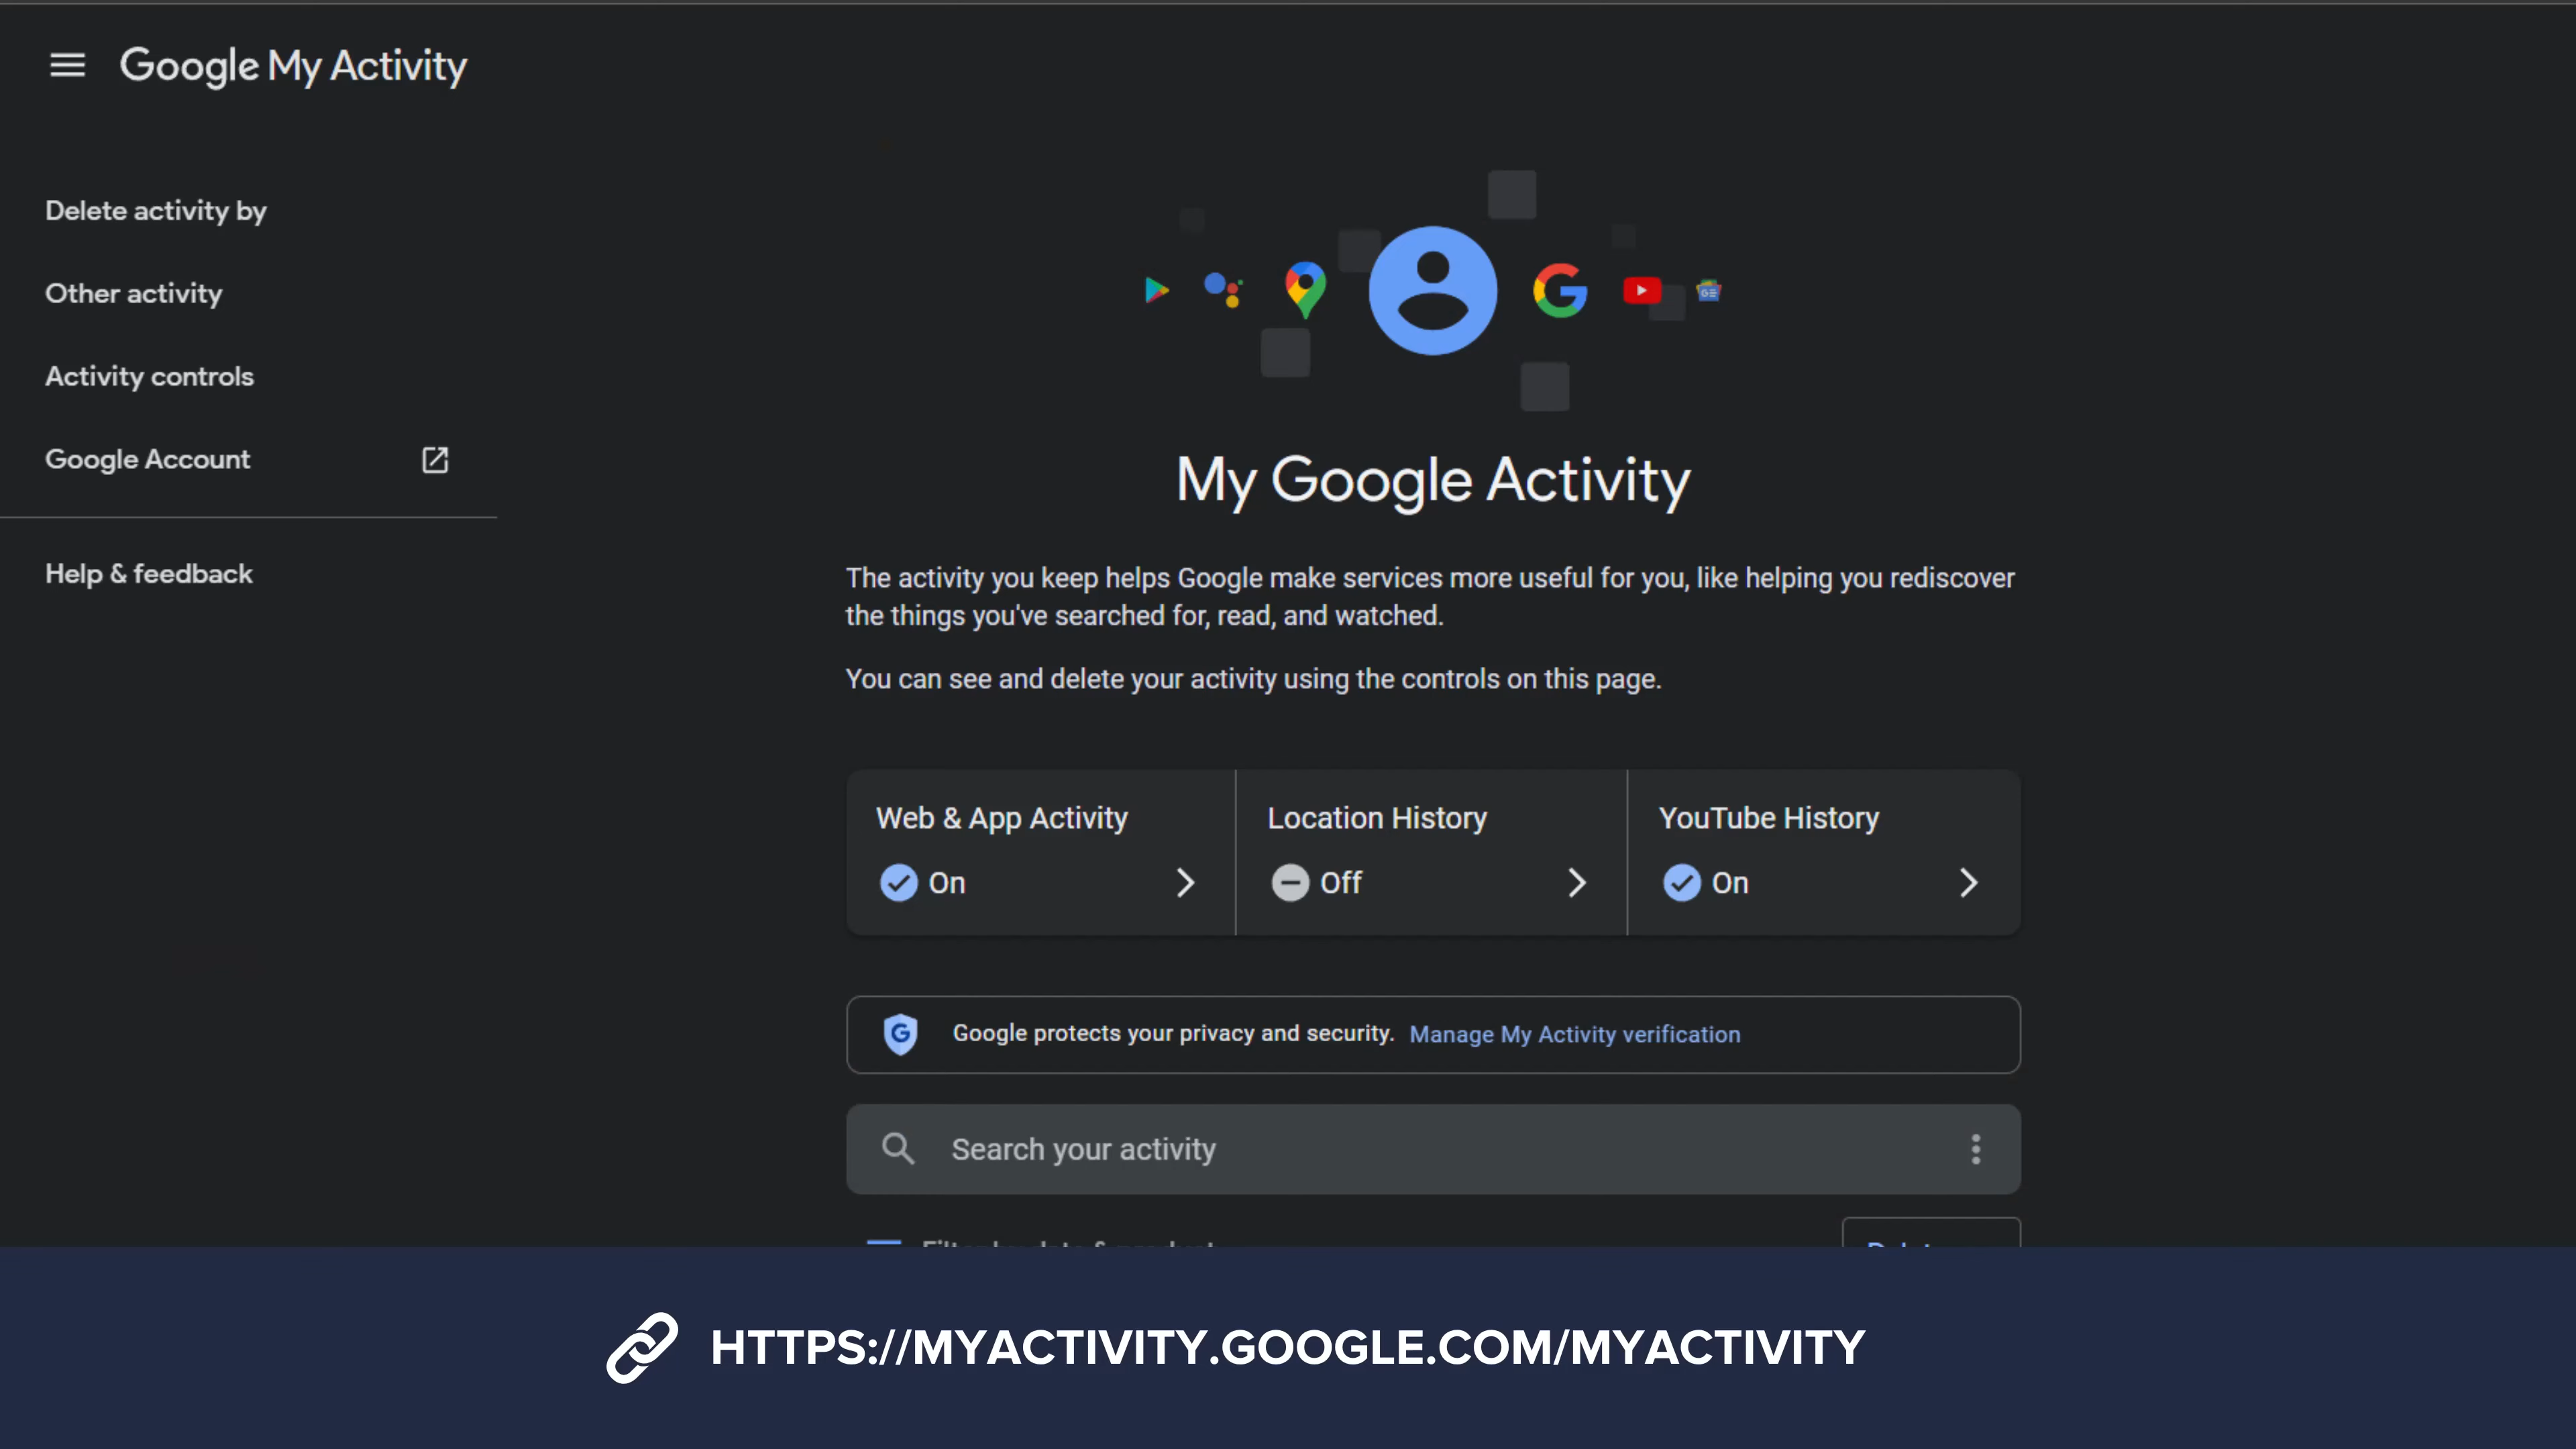 Google My Activity
Delete activity by
Other activity
Activity controls
Google Account
Help & feedback
My Google Activity
The activity you keep helps Google make services more useful for you, like helping you rediscover
the things you've searched for, read, and watched.
You can see and delete your activity using the controls on this page.
Web & App Activity
On
Location History
Off
YouTube History
On
Google protects your privacy and security. Manage My Activity verification
Search your activity
HTTPS://MYACTIVITY.GOOGLE.COM/MYACTIVITY